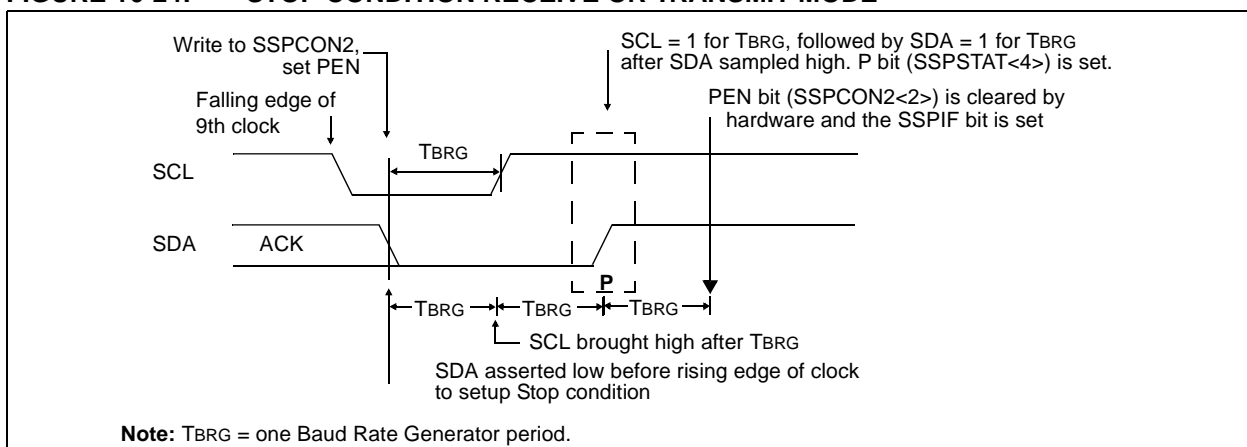 Write to SSPCON2,
set PEN
SCL = 1 for TBRG, followed by SDA = 1 for TBRG
after SDA sampled high. P bit (SSPSTAT<4>) is set.
Falling edge of
9th clock
PEN bit (SSPCON2<2>) is cleared by
hardware and the SSPIF bit is set
TBRG
SCL
SDA
ACK
P
TBRG
TBRG
TBRG
SCL brought high after TBRG
SDA asserted low before rising edge of clock
to setup Stop condition
Note: TBRG = one Baud Rate Generator period.